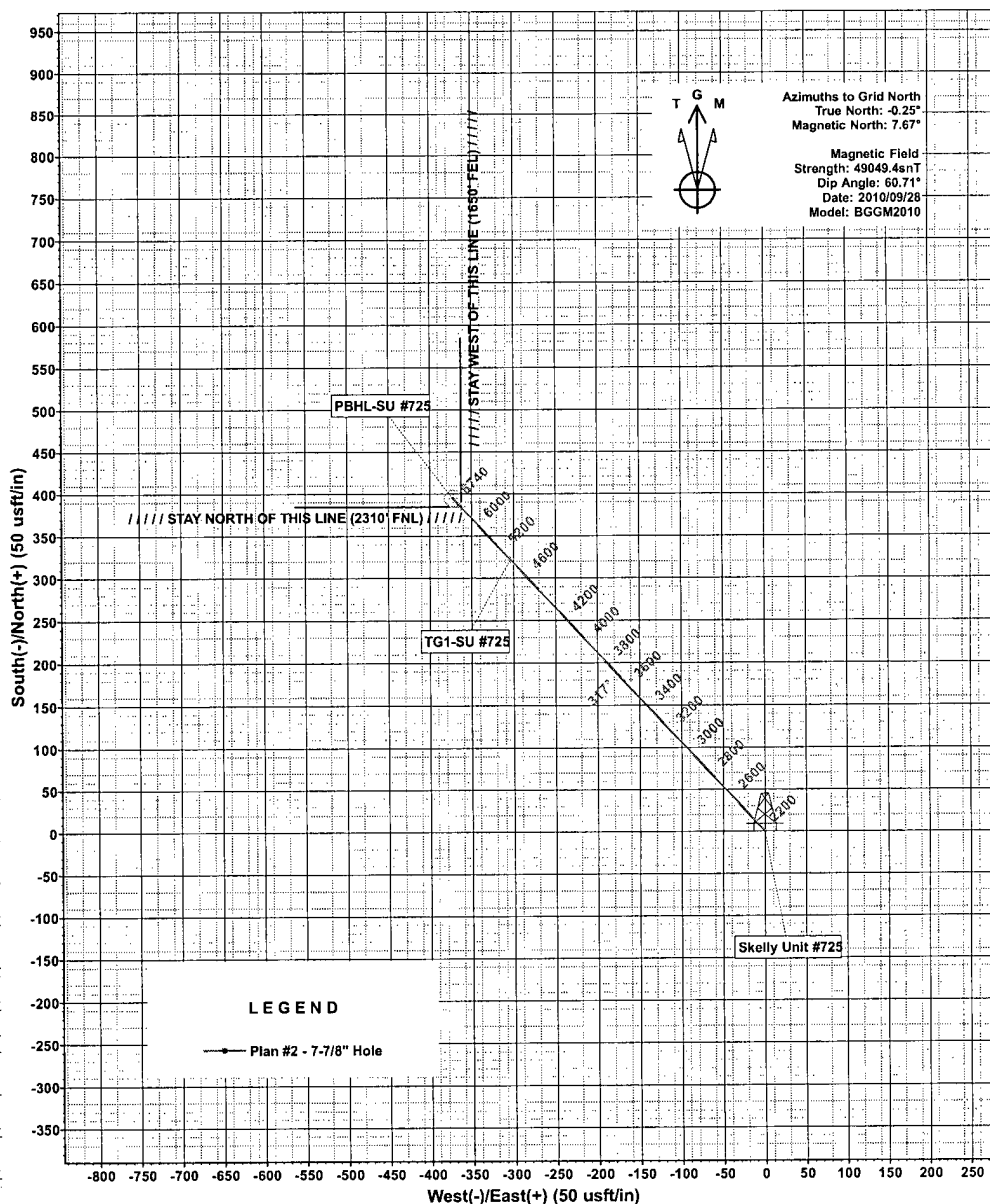 T G M
Azimuths to Grid North
True North: -0.25°
Magnetic North: 7.67°
Magnetic Field
Strength: 49049.4snT
Dip Angle: 60.71°
Date: 2010/09/28
Model: BGGM2010
950
900
850
800
750
700
650
600
550
500
450
400
350
300
250
200
150
100
50
0
-50
-100
-150
-200
-250
-300
-350
South(-)/North(+) (50 usft/in)
///// STAY WEST OF THIS LINE (1650' FEL) /////
PBHL-SU #725
///// STAY NORTH OF THIS LINE (2310' FNL) /////
TG1-SU #725
6740
6000
5200
4600
4200
4000
3800
3600
317°
3400
3200
3000
2800
2600
2200
Skelly Unit #725
LEGEND
Plan #2 - 7-7/8" Hole
-800 -750 -700 -650 -600 -550 -500 -450 -400 -350 -300 -250 -200 -150 -100 -50 0 50 100 150 200 250
West(-)/East(+) (50 usft/in)